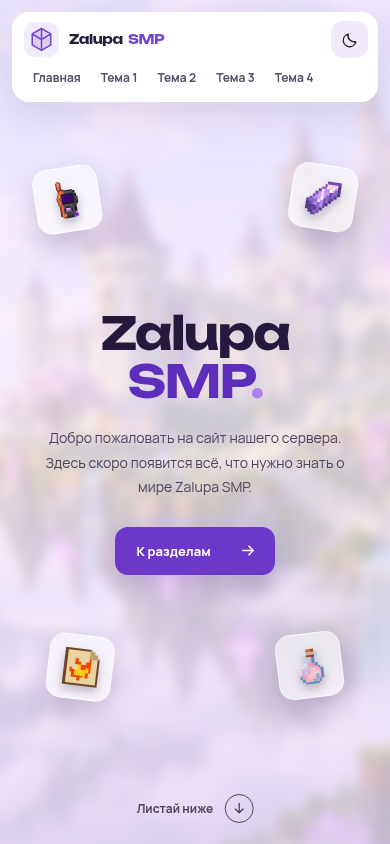 Zalupa SMP
Главная Тема 1 Тема 2 Тема 3 Тема 4
Zalupa
SMP.
Добро пожаловать на сайт нашего сервера.
Здесь скоро появится всё, что нужно знать о
мире Zalupa SMP.
К разделам
Листай ниже